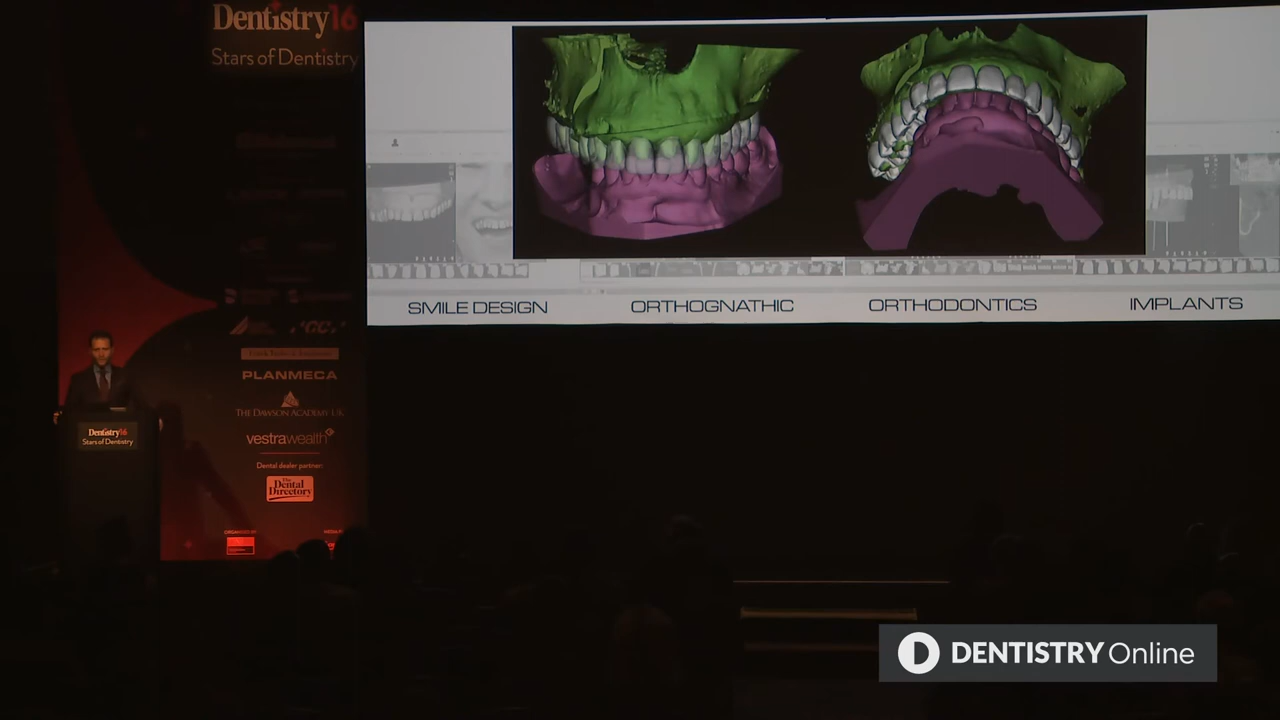 Dentistry16
Stars of Dentistry
SMILE DESIGN
ORTHOGNATHIC
ORTHODONTICS
IMPLANTS
GC
PLANMECA
THE DAWSON ACADEMY UK
vestrawealth
Dental dealer partner:
The
Dental
Directory
Dentistry16
Stars of Dentistry
DENTISTRY Online